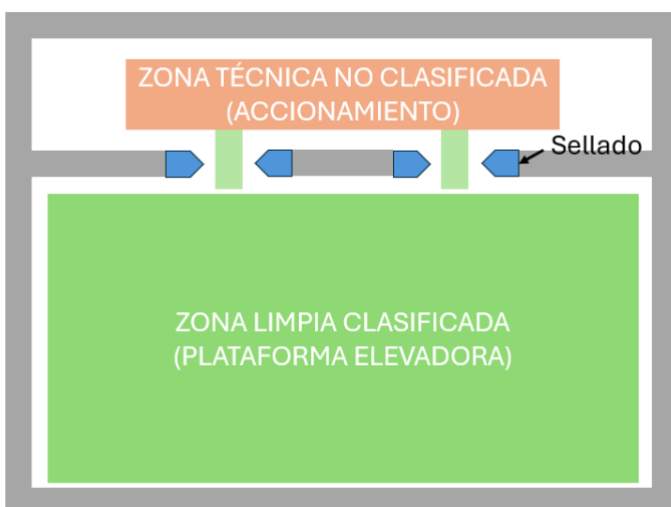 ZONA TÉCNICA NO CLASIFICADA
(ACCIONAMIENTO)
Sellado
ZONA LIMPIA CLASIFICADA
(PLATAFORMA ELEVADORA)